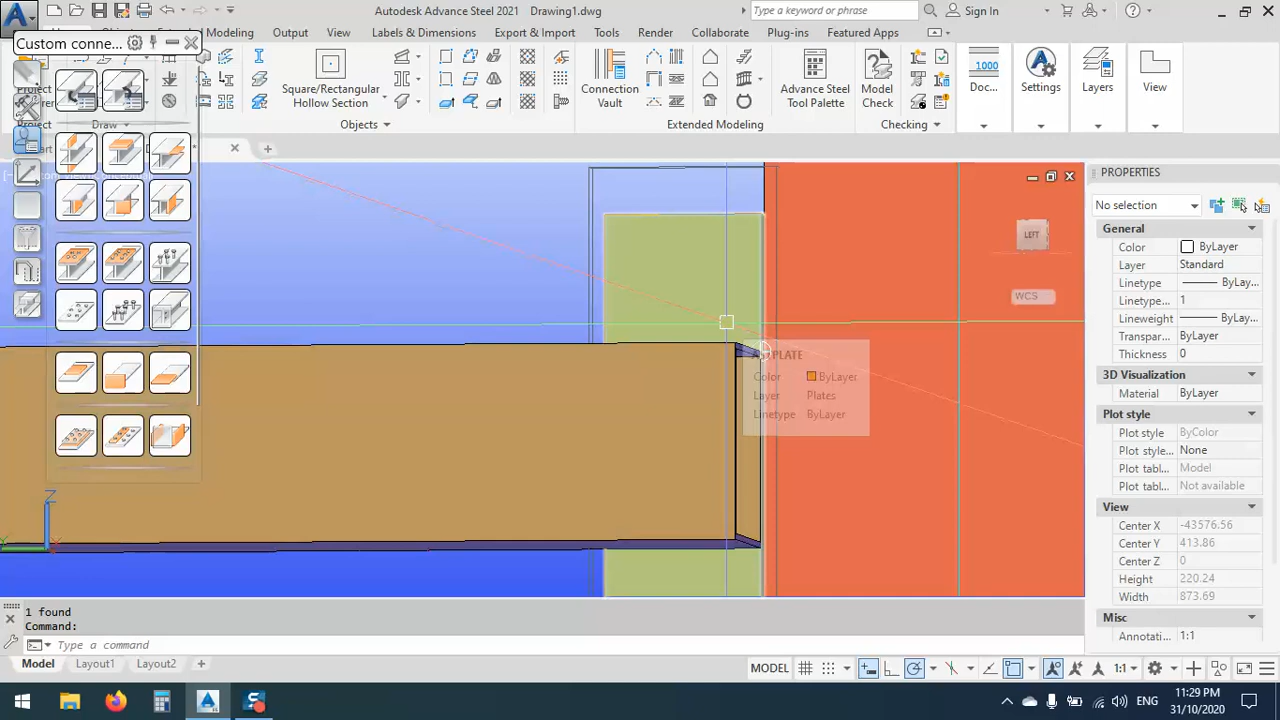 Autodesk Advance Steel 2021 Drawing1.dwg
Type a keyword or phrase
Sign In
Custom conne...
Modeling
Output
View
Labels & Dimensions
Export & Import
Tools
Render
Collaborate
Plug-ins
Featured Apps
Project
Project
Draw
Square/Rectangular
Hollow Section
Objects
Connection
Vault
Extended Modeling
Advance
Steel Tool Palette
Model
Check
Checking
1000
Doc...
Settings
Layers
View
LEFT
WCS
PLATE
Color ByLayer
Layer Plates
Linetype ByLayer
Z
PROPERTIES
No selection
General
Color ByLayer
Layer Standard
Linetype ByLay...
Linetype... 1
Lineweight ByLay...
Transpar... ByLayer
Thickness 0
3D Visualization
Material ByLayer
Plot style
Plot style ByColor
Plot style... None
Plot tabl... Model
Plot tabl... Not available
View
Center X -43576.56
Center Y 413.86
Center Z 0
Height 220.24
Width 873.69
Misc
Annotati... 1:1
1 found
Command:
Type a command
Model Layout1 Layout2
MODEL
1:1
ENG
11:29 PM
31/10/2020